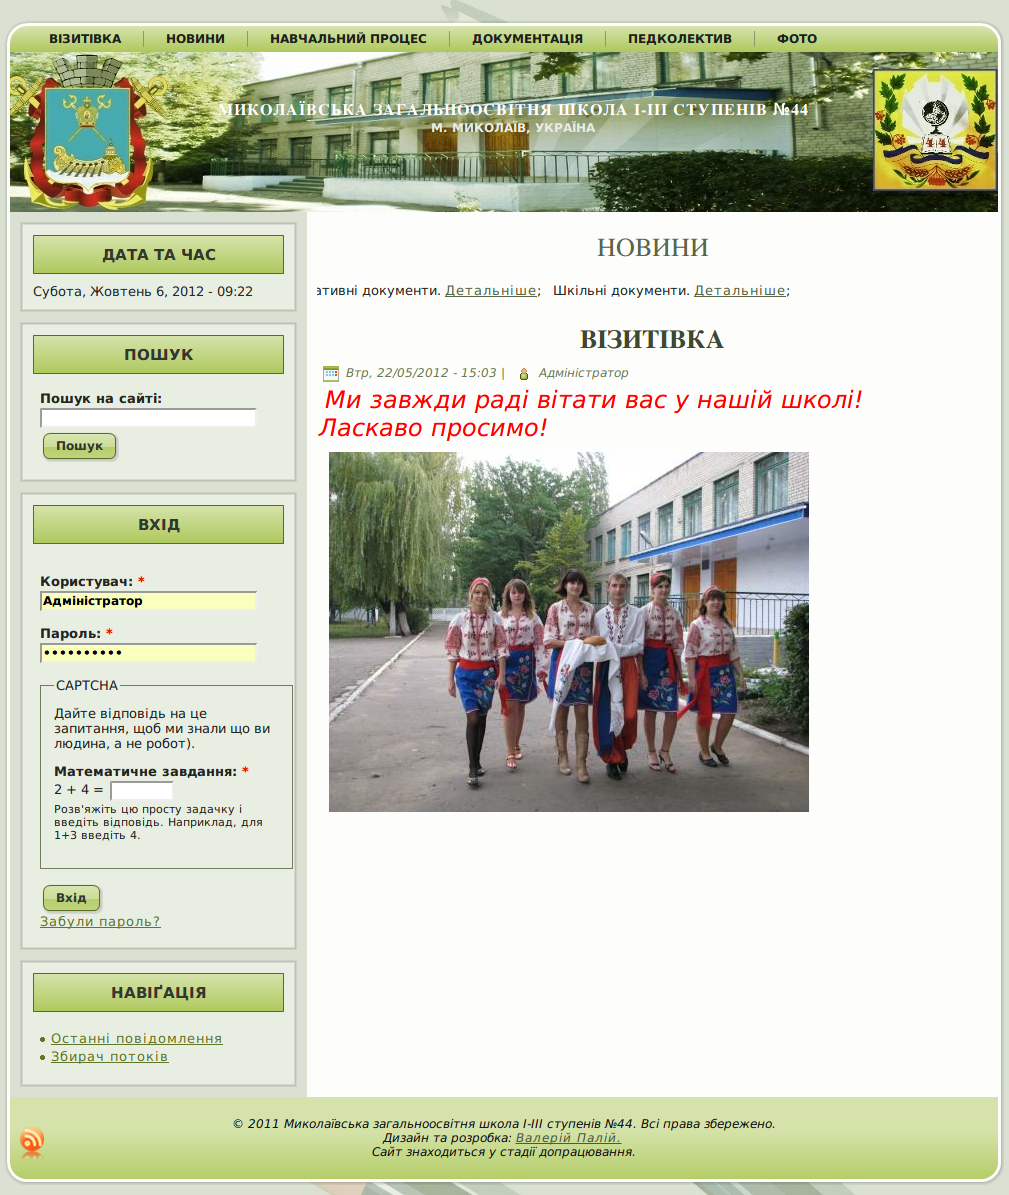 ВІЗИТІВКА
НОВИНИ
НАВЧАЛЬНИЙ ПРОЦЕС
ДОКУМЕНТАЦІЯ
ПЕДКОЛЕКТИВ
ФОТО
МИКОЛАЇВСЬКА ЗАГАЛЬНООСВІТНЯ ШКОЛА І-ІІІ СТУПЕНІВ №44
М. МИКОЛАЇВ, УКРАЇНА
ДАТА ТА ЧАС
Субота, Жовтень 6, 2012 - 09:22
ПОШУК
Пошук на сайті:
Пошук
ВХІД
Користувач: *
Адміністратор
Пароль: *
••••••••••
CAPTCHA
Дайте відповідь на це
запитання, щоб ми знали що ви
людина, а не робот).
Математичне завдання: *
2 + 4 =
Розв'яжіть цю просту задачку і
введіть відповідь. Наприклад, для
1+3 введіть 4.
Вхід
Забули пароль?
НАВІҐАЦІЯ
Останні повідомлення
Збирач потоків
НОВИНИ
ативні документи. Детальніше; Шкільні документи. Детальніше;
ВІЗИТІВКА
Втр, 22/05/2012 - 15:03 | Адміністратор
Ми завжди раді вітати вас у нашій школі!
Ласкаво просимо!
© 2011 Миколаївська загальноосвітня школа І-ІІІ ступенів №44. Всі права збережено.
Дизайн та розробка: Валерій Палій.
Сайт знаходиться у стадії допрацювання.